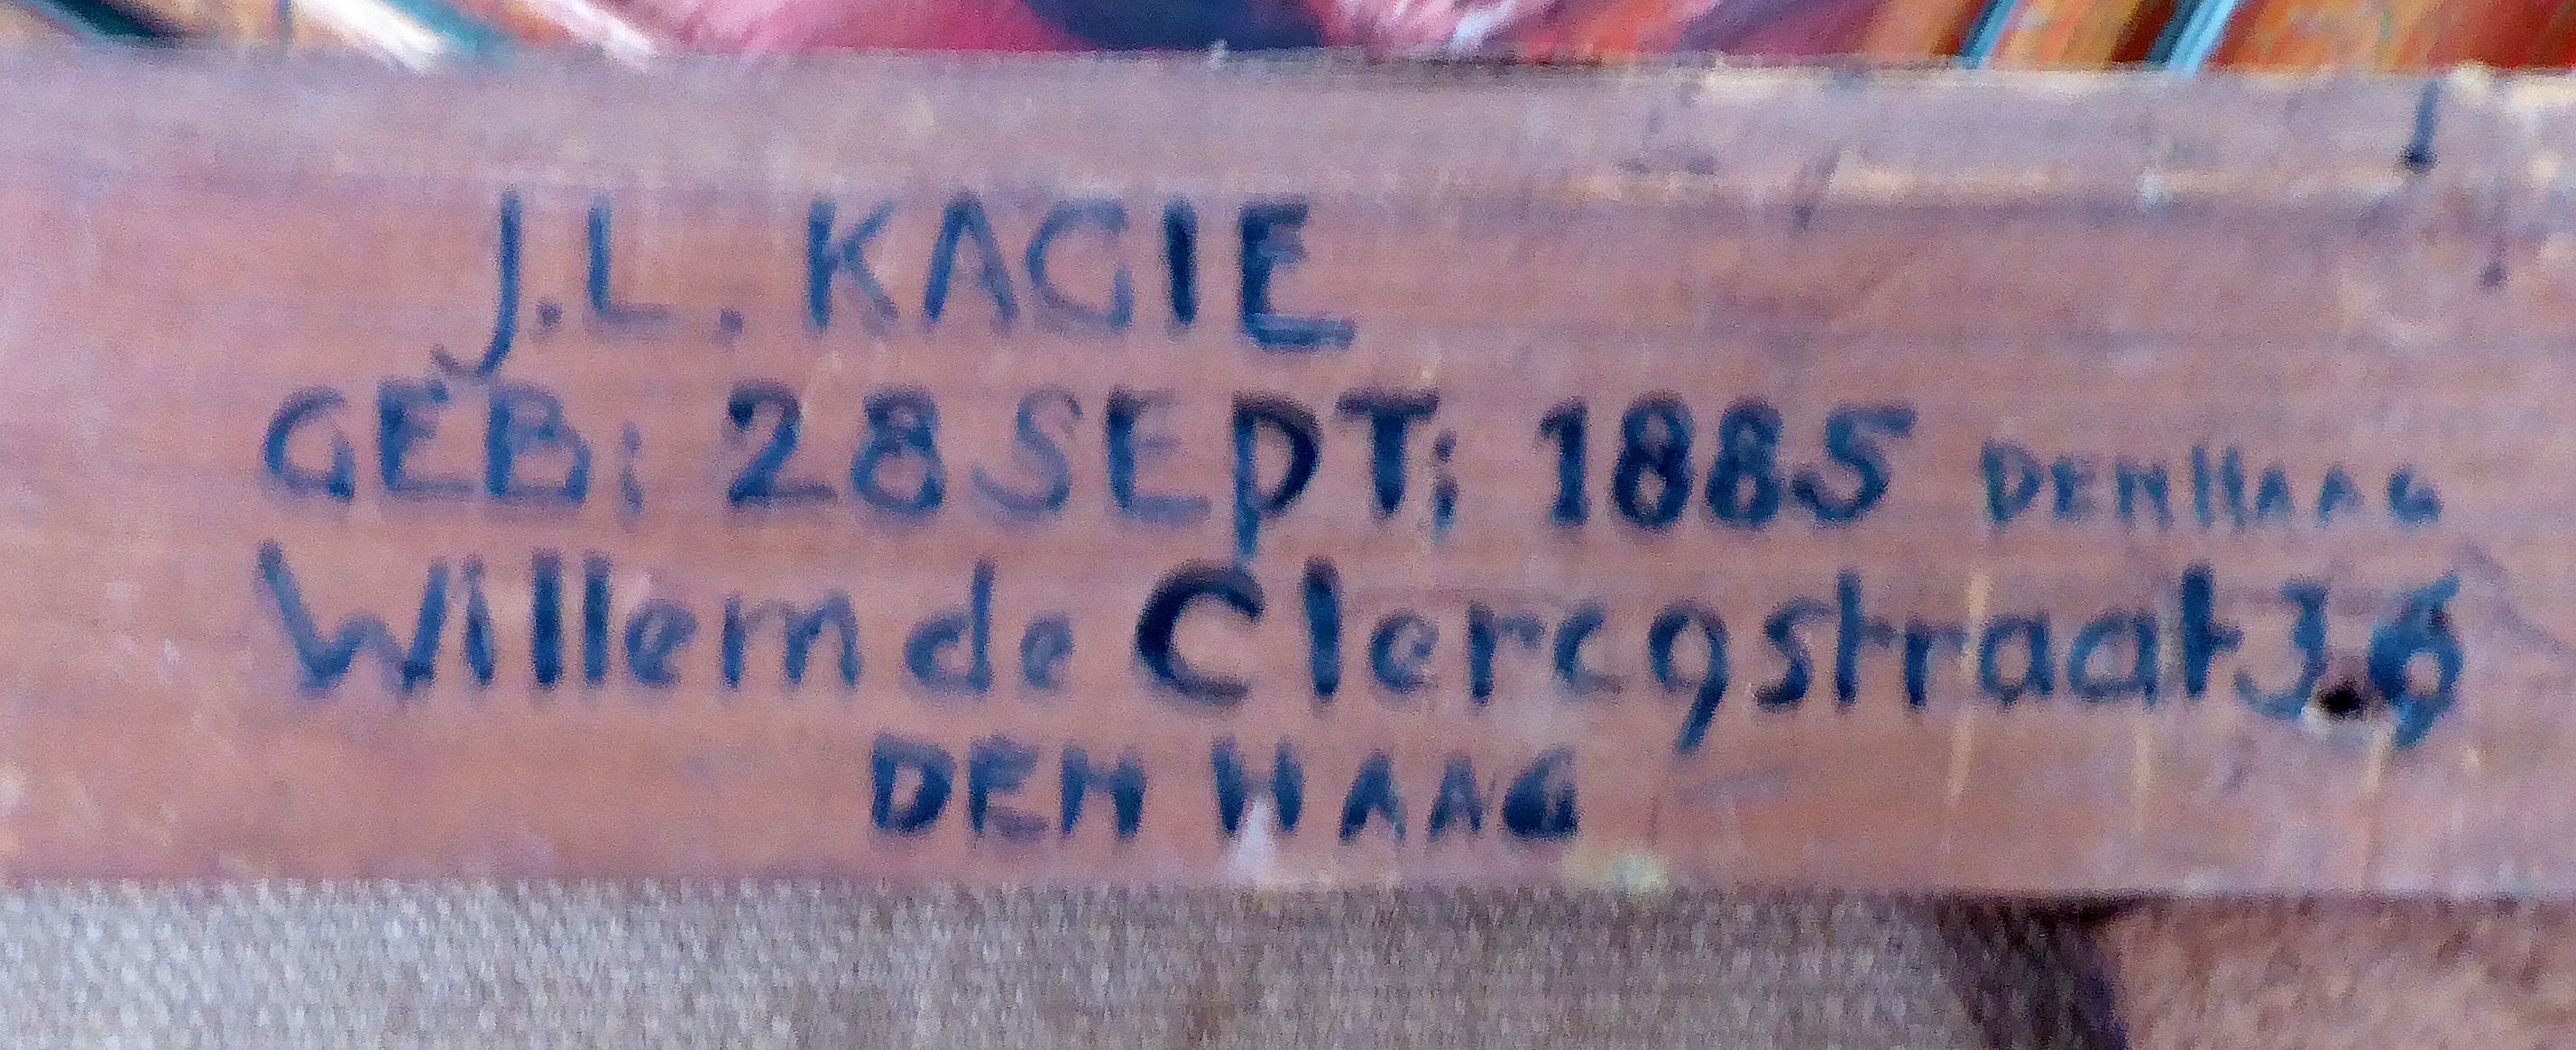 J.L. KAGIE
GEB; 28 SEPT; 1885 DEN HAAG
Willem de Clercqstraat
DEN HAAG